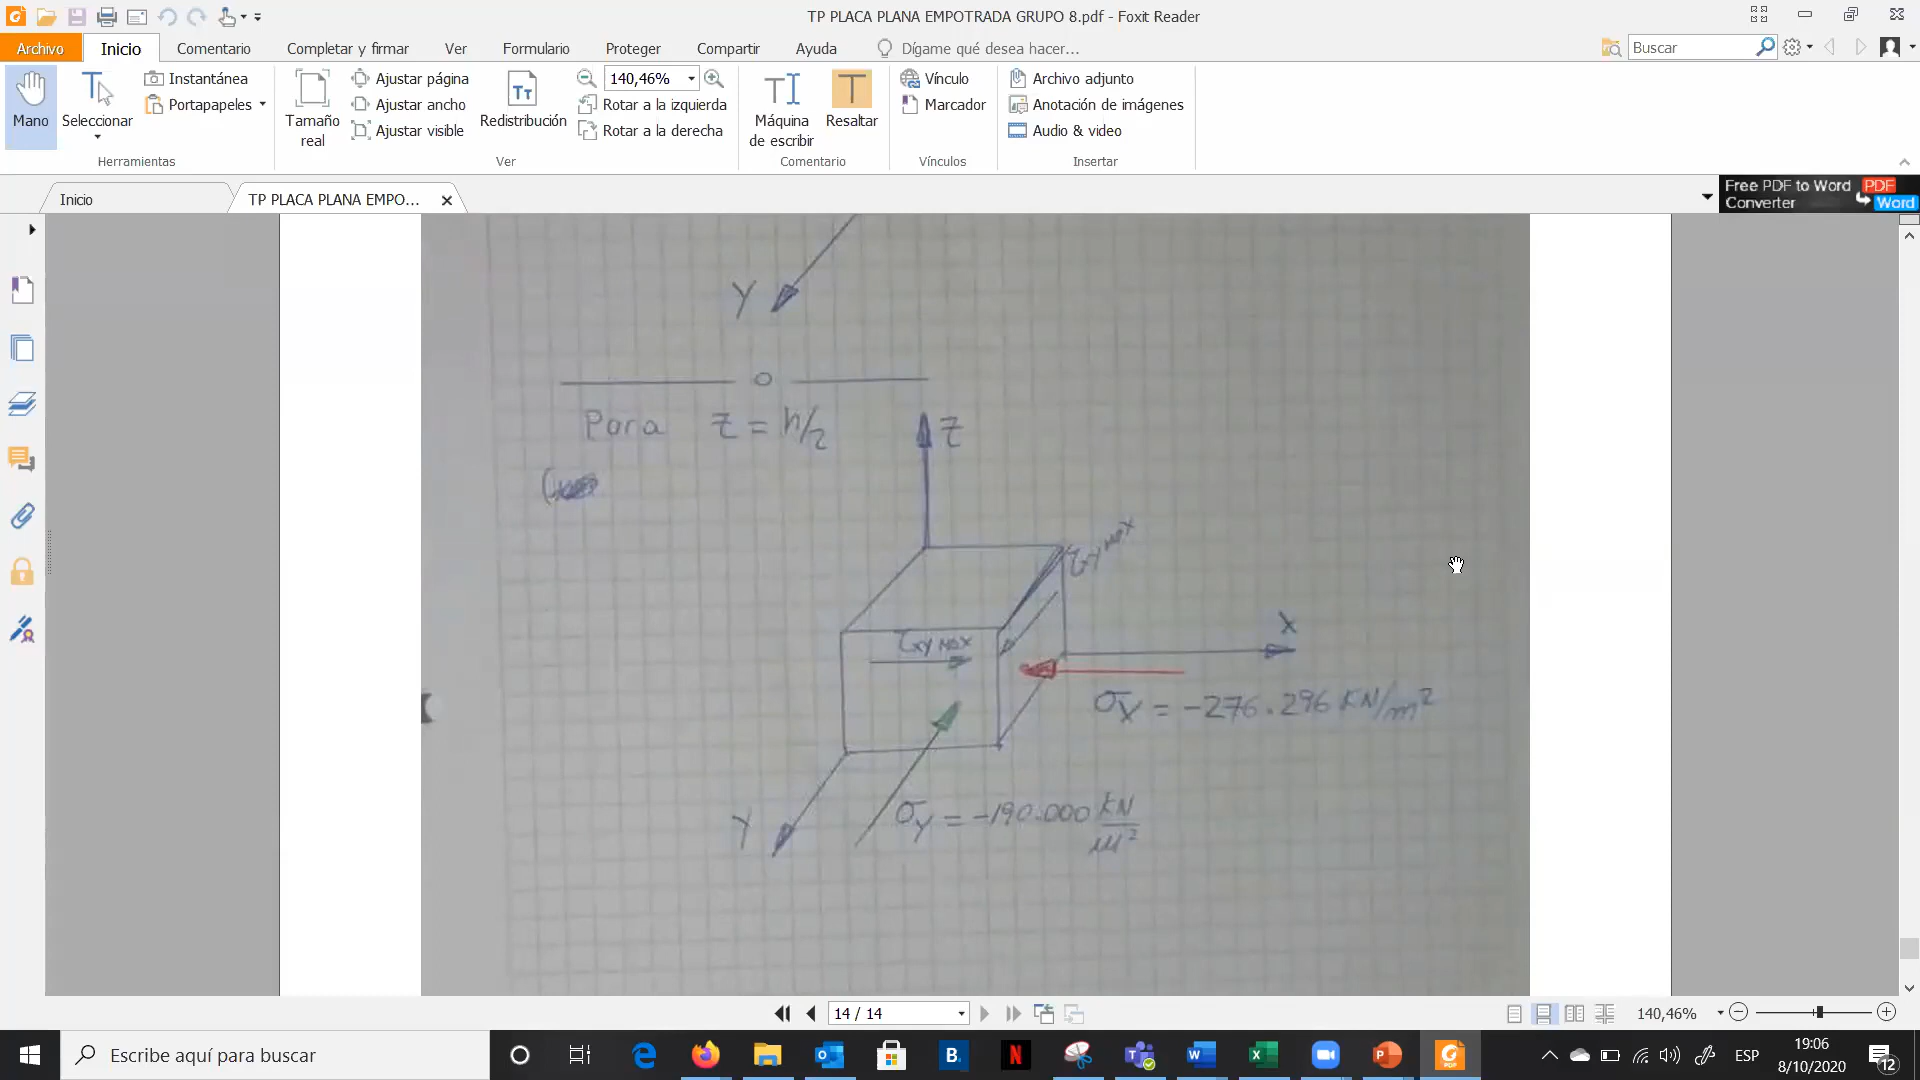 TP PLACA PLANA EMPOTRADA GRUPO 8.pdf - Foxit Reader
Archivo Inicio Comentario Completar y firmar Ver Formulario Proteger Compartir Ayuda Dígame qué desea hacer... Buscar
Mano
Seleccionar
Instantánea
Portapapeles
Herramientas
Tamaño real
Ajustar página
Ajustar ancho
Ajustar visible
Redistribución
140,46%
Rotar a la izquierda
Rotar a la derecha
Ver
Máquina de escribir
Resaltar
Comentario
Vínculo
Marcador
Vínculos
Archivo adjunto
Anotación de imágenes
Audio & video
Insertar
Inicio TP PLACA PLANA EMPO...
Free PDF to Word Converter
PDF
Word
Y
Para Z = h/2
Z
τxy MAX
X
σx = -276.296 KN/m²
σy = -190.000 KN/m²
Y
14 / 14
140,46%
Escribe aquí para buscar
ESP
19:06
8/10/2020
12